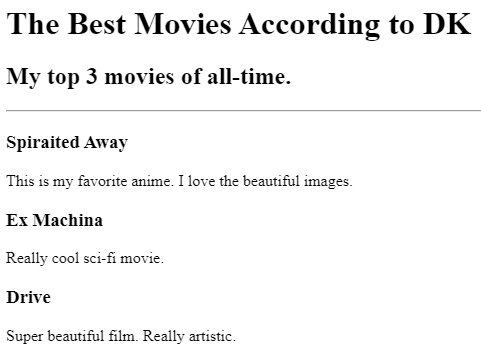 The Best Movies According to DK
My top 3 movies of all-time.
Spiraited Away
This is my favorite anime. I love the beautiful images.
Ex Machina
Really cool sci-fi movie.
Drive
Super beautiful film. Really artistic.